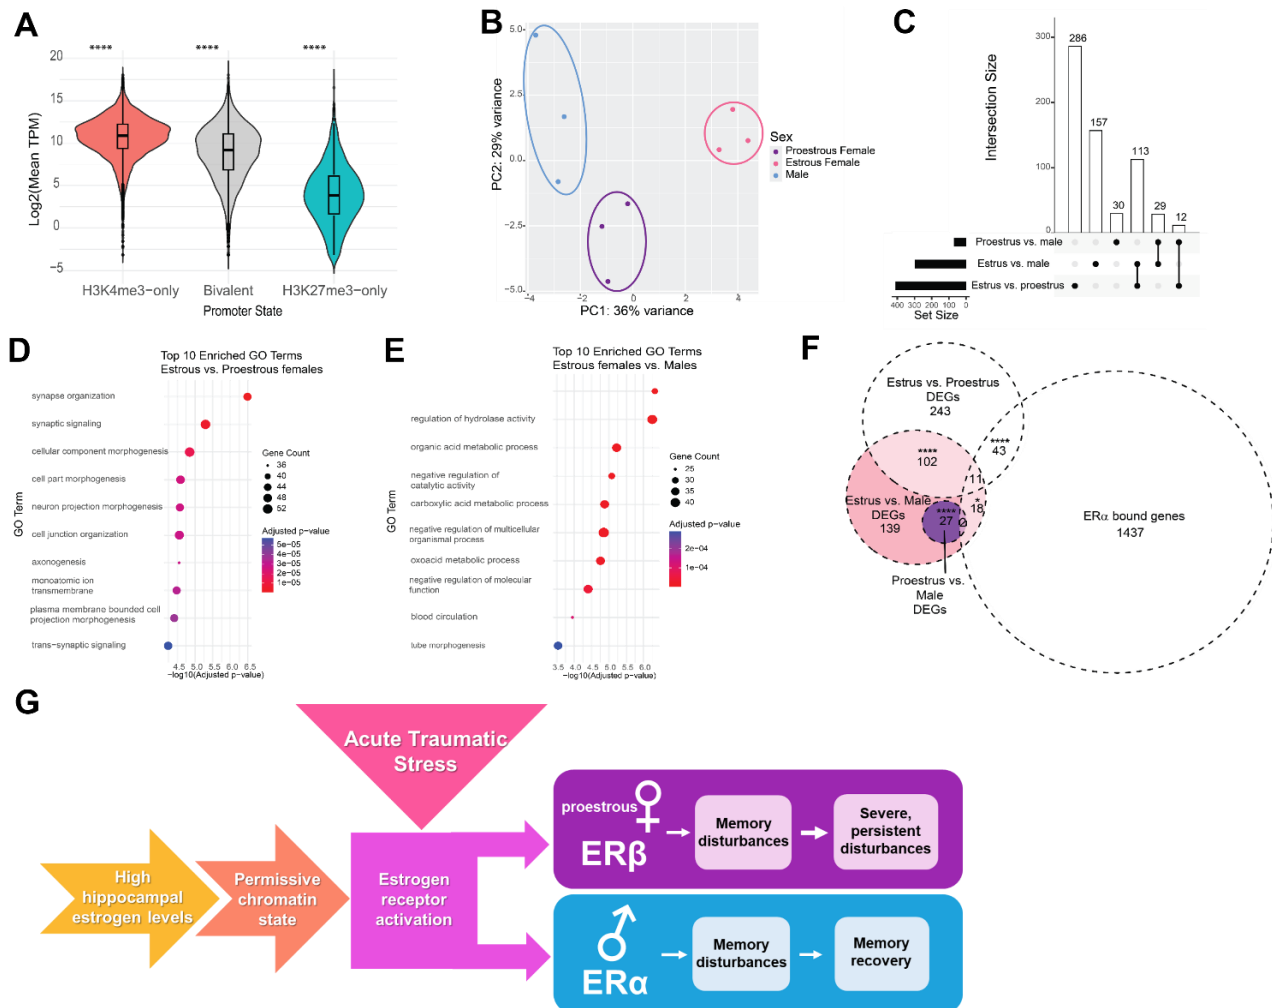 A
****
****
****
20
15
10
5
0
−5
Log2(Mean TPM)
H3K4me3−only
Bivalent
H3K27me3−only
Promoter State
B
5.0
2.5
0.0
−2.5
−5.0
PC2: 29% variance
−4
−2
0
2
4
PC1: 36% variance
Sex
Proestrous Female
Estrous Female
Male
C
Intersection Size
300
200
100
0
286
157
30
113
29
12
Proestrus vs. male
Estrus vs. male
Estrus vs. proestrus
400 300 200 100 0
Set Size
D
Top 10 Enriched GO Terms
Estrous vs. Proestrous females
GO Term
synapse organization
synaptic signaling
cellular component morphogenesis
cell part morphogenesis
neuron projection morphogenesis
cell junction organization
axonogenesis
monoatomic ion
transmembrane
plasma membrane bounded cell
projection morphogenesis
trans−synaptic signaling
4.5 5.0 5.5 6.0 6.5
−log10(Adjusted p−value)
Gene Count
36
40
44
48
52
Adjusted p−value
5e−05
4e−05
3e−05
2e−05
1e−05
E
Top 10 Enriched GO Terms
Estrous females vs. Males
GO Term
regulation of hydrolase activity
organic acid metabolic process
negative regulation of
catalytic activity
carboxylic acid metabolic process
negative regulation of multicellular
organismal process
oxoacid metabolic process
negative regulation of molecular
function
blood circulation
lube morphogenesis
3.5 4.0 4.5 5.0 5.5 6.0
−log10(Adjusted p−value)
Gene Count
25
30
35
40
Adjusted p−value
2e−04
1e−04
F
Estrus vs. Proestrus
DEGs
243
****
43
****
102
11
Estrus vs. Male
DEGs
139
*
18
****
27
0
Proestrus vs.
Male
DEGs
ERα bound genes
1437
G
Acute Traumatic
Stress
High
hippocampal
estrogen levels
Permissive
chromatin
state
Estrogen
receptor
activation
proestrous ♀
ERβ
Memory
disturbances
Severe,
persistent
disturbances
♂
ERα
Memory
disturbances
Memory
recovery